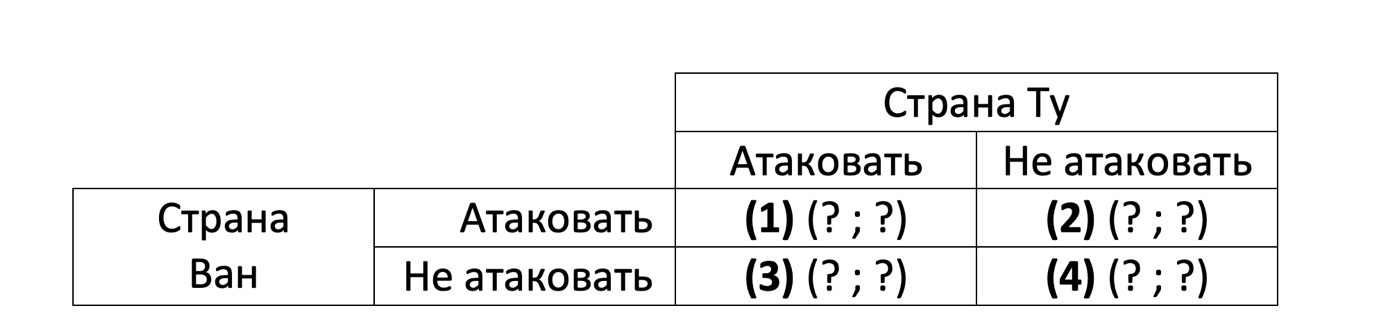 Страна Ту
Атаковать Не атаковать
Страна Ван
Атаковать (1) (? ; ?) (2) (? ; ?)
Не атаковать (3) (? ; ?) (4) (? ; ?)